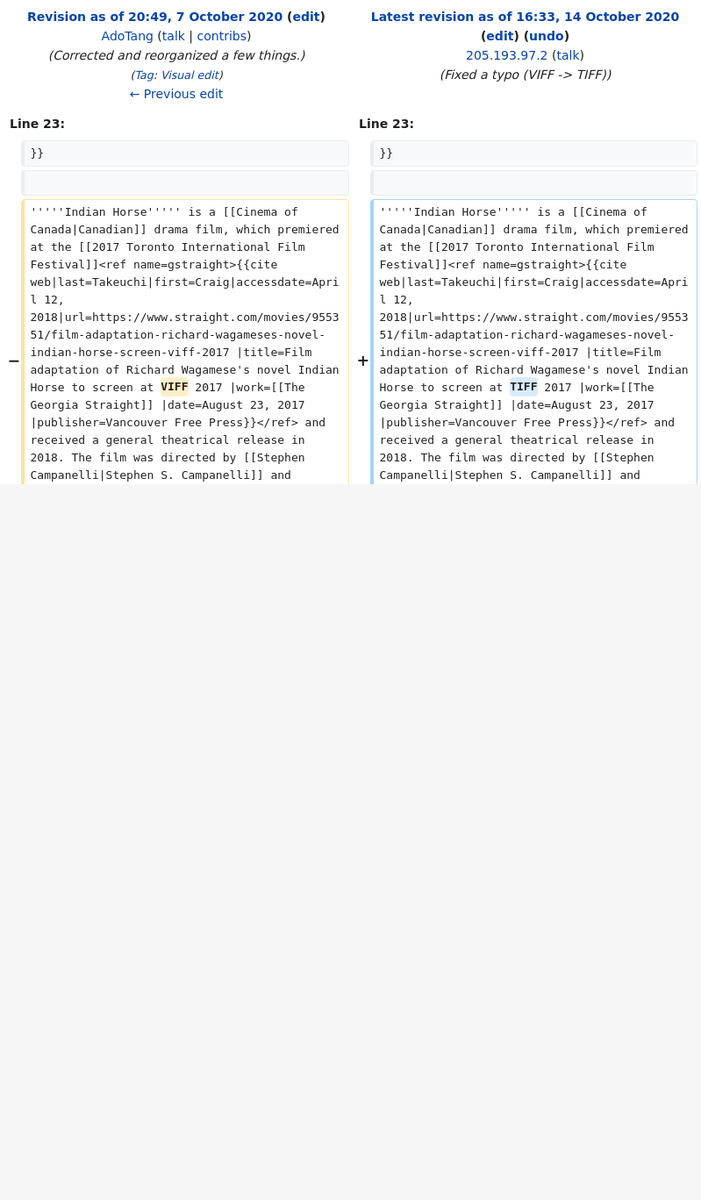 Revision as of 20:49, 7 October 2020 (edit)
AdoTang (talk | contribs)
(Corrected and reorganized a few things.)
(Tag: Visual edit)
← Previous edit
Latest revision as of 16:33, 14 October 2020
(edit) (undo)
205.193.97.2 (talk)
(Fixed a typo (VIFF -> TIFF))
Line 23:
Line 23:
}}
}}
−
'''''Indian Horse''''' is a [[Cinema of
Canada|Canadian]] drama film, which premiered
at the [[2017 Toronto International Film
Festival]]<ref name=gstraight>{{cite
web|last=Takeuchi|first=Craig|accessdate=Apri
l 12,
2018|url=https://www.straight.com/movies/9553
51/film-adaptation-richard-wagameses-novel-
indian-horse-screen-viff-2017 |title=Film
adaptation of Richard Wagamese's novel Indian
Horse to screen at VIFF 2017 |work=[[The
Georgia Straight]] |date=August 23, 2017
|publisher=Vancouver Free Press}}</ref> and
received a general theatrical release in
2018. The film was directed by [[Stephen
Campanelli|Stephen S. Campanelli]] and
+
'''''Indian Horse''''' is a [[Cinema of
Canada|Canadian]] drama film, which premiered
at the [[2017 Toronto International Film
Festival]]<ref name=gstraight>{{cite
web|last=Takeuchi|first=Craig|accessdate=Apri
l 12,
2018|url=https://www.straight.com/movies/9553
51/film-adaptation-richard-wagameses-novel-
indian-horse-screen-viff-2017 |title=Film
adaptation of Richard Wagamese's novel Indian
Horse to screen at TIFF 2017 |work=[[The
Georgia Straight]] |date=August 23, 2017
|publisher=Vancouver Free Press}}</ref> and
received a general theatrical release in
2018. The film was directed by [[Stephen
Campanelli|Stephen S. Campanelli]] and